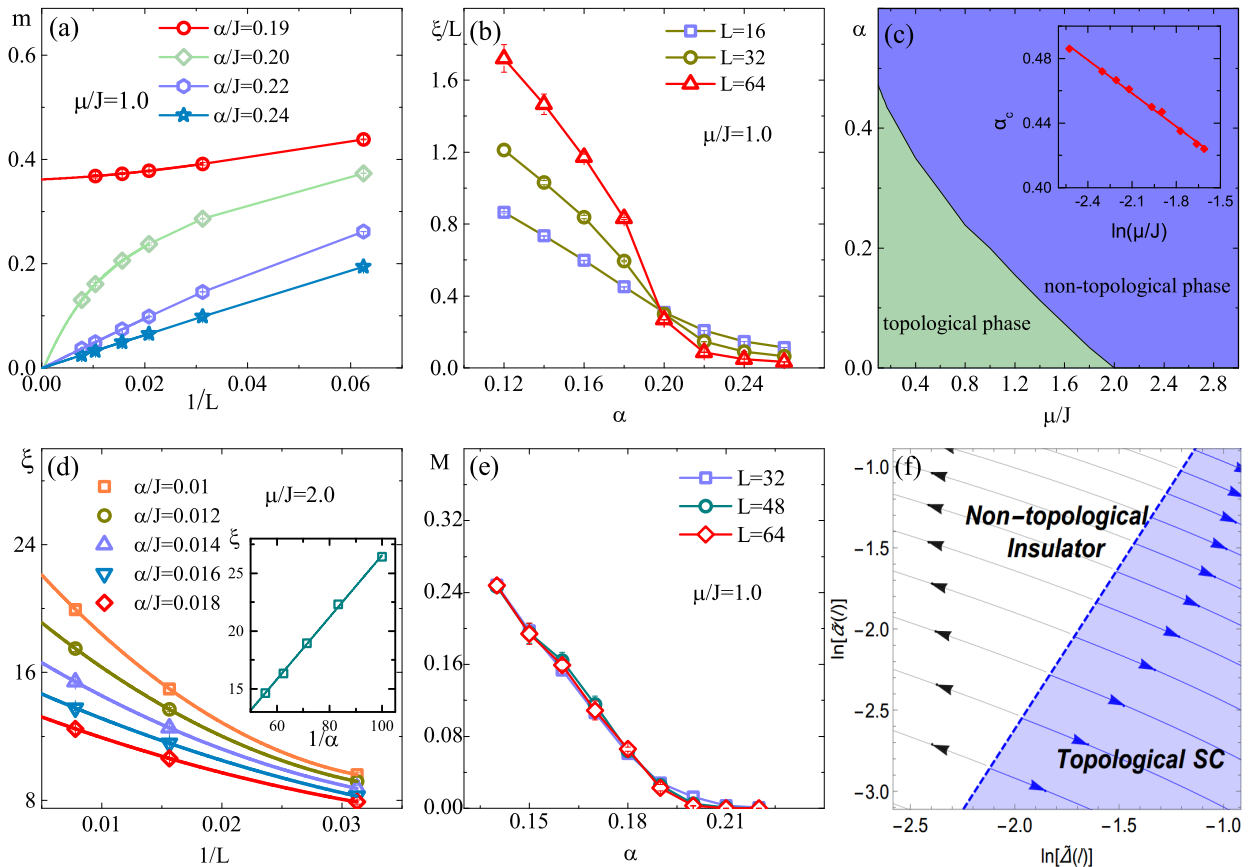 m
(a)
α/J=0.19
α/J=0.20
α/J=0.22
α/J=0.24
μ/J=1.0
0.6
0.4
0.2
0.0
0.00
0.02
0.04
0.06
1/L
ξ/L
(b)
L=16
L=32
L=64
μ/J=1.0
1.6
1.2
0.8
0.4
0.0
0.12
0.16
0.20
0.24
α
α
(c)
0.4
0.2
0
0.48
0.44
0.40
α_c
-2.4
-2.1
-1.8
-1.5
ln(μ/J)
non-topological phase
topological phase
0.4
0.8
1.2
1.6
2.0
2.4
2.8
μ/J
ξ
(d)
α/J=0.01
α/J=0.012
α/J=0.014
α/J=0.016
α/J=0.018
μ/J=2.0
24
16
8
ξ
25
20
15
60
80
100
1/α
0.01
0.02
0.03
1/L
M
(e)
L=32
L=48
L=64
μ/J=1.0
0.36
0.24
0.16
0.08
0.00
0.15
0.18
0.21
α
(f)
Non-topological
Insulator
Topological SC
-1.0
-1.5
-2.0
-2.5
-3.0
ln[α̃(l)]
-2.5
-2.0
-1.5
-1.0
ln[Δ̃(l)]